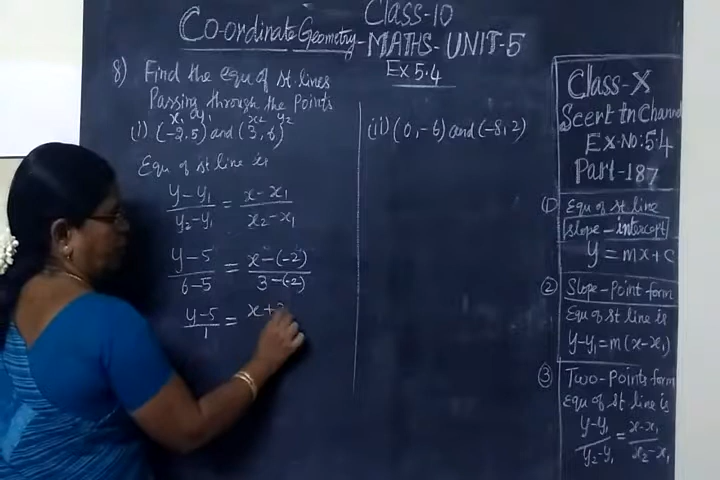 Class-10
Co-ordinate Geometry-MATHS-UNIT-5
Ex 5.4
8) Find the equ of st.lines
Passing through the points
x₁ y₁ x₂ y₂
(i) (-2,5) and (3,6)
Equ of st line is
y-y₁/y₂-y₁ = x-x₁/x₂-x₁
y-5/6-5 = x-(-2)/3-(-2)
y-5/1 = x+2
(ii) (0,-6) and (-8,2)
Class-X
Scert tn Channel
Ex.No:5.4
Part-187
① Equ of st line
slope-intercept
y = mx+c
② Slope-Point form
Equ of st line is
y-y₁=m(x-x₁)
③ Two-Points form
Equ of st.line is
y-y₁/y₂-y₁ = x-x₁/x₂-x₁